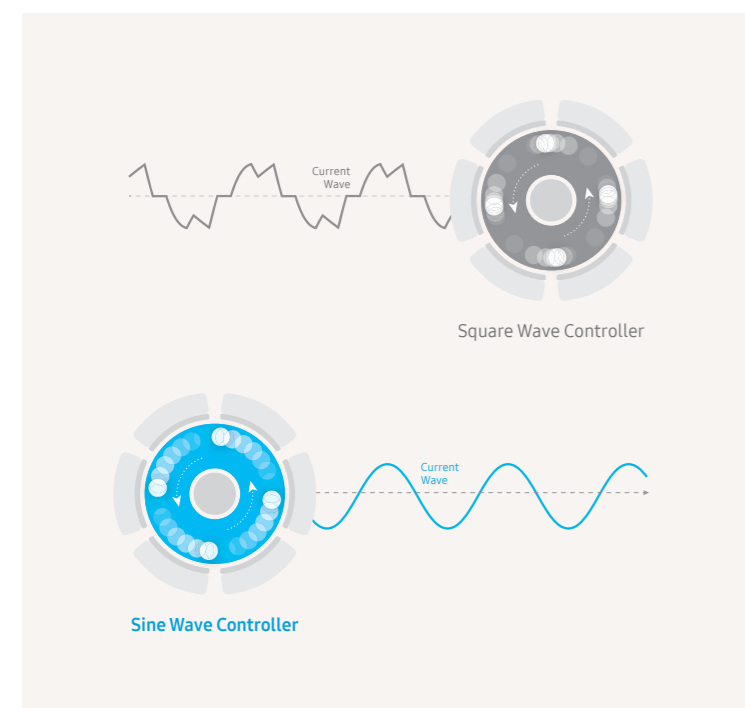 Current
Wave
Square Wave Controller
Current
Wave
Sine Wave Controller